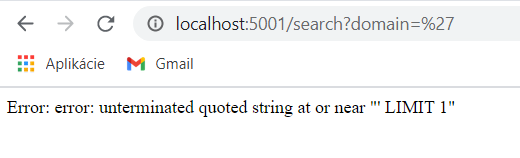 localhost:5001/search?domain=%27
Aplikácie Gmail
Error: error: unterminated quoted string at or near "' LIMIT 1"